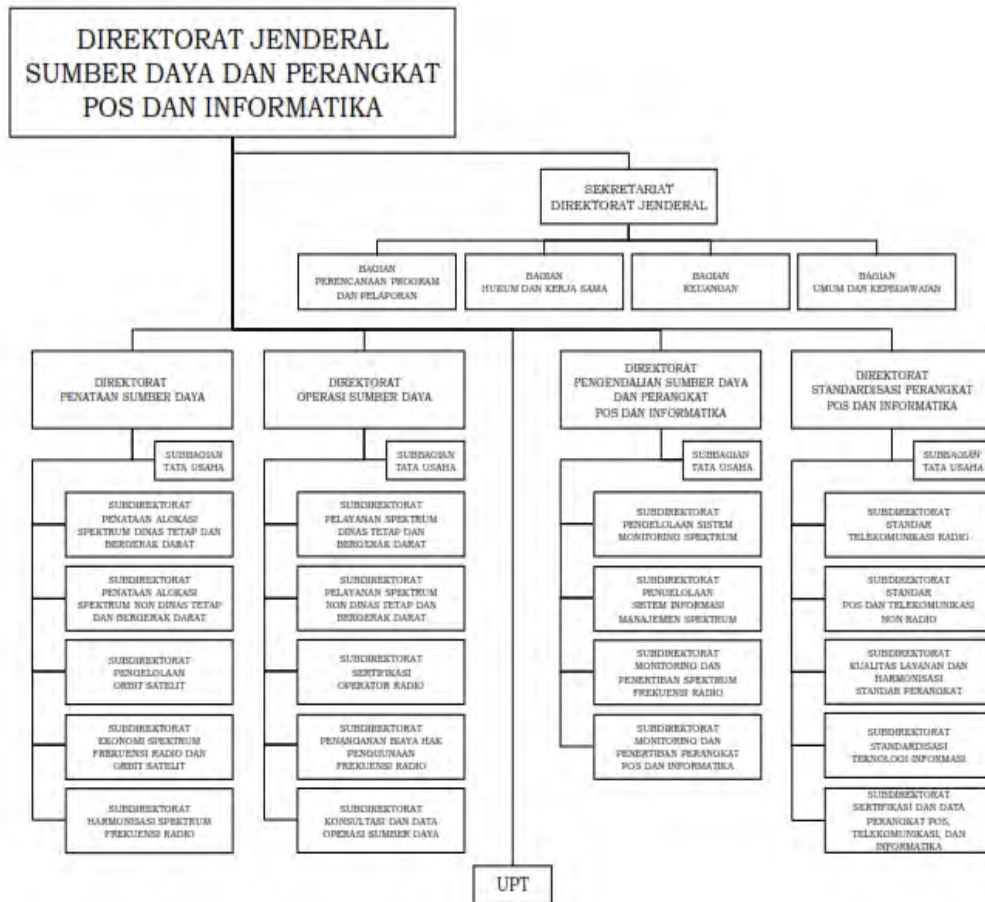 DIREKTORAT JENDERAL
SUMBER DAYA DAN PERANGKAT
POS DAN INFORMATIKA
SEKRETARIAT
DIREKTORAT JENDERAL
BAGIAN
PERENCANAAN PROGRAM
DAN PELAPORAN
BAGIAN
HUKUM DAN KERJA SAMA
BAGIAN
KEUANGAN
BAGIAN
UMUM DAN KEPEGAWAIAN
DIREKTORAT
PENATAAN SUMBER DAYA
DIREKTORAT
OPERASI SUMBER DAYA
DIREKTORAT
PENGENDALIAN SUMBER DAYA
DAN PERANGKAT
POS DAN INFORMATIKA
DIREKTORAT
STANDARDISASI PERANGKAT
POS DAN INFORMATIKA
SUBBAGIAN
TATA USAHA
SUBDIREKTORAT
PENATAAN ALOKASI
SPEKTRUM DINAS TETAP DAN
BERGERAK DARAT
SUBDIREKTORAT
PENATAAN ALOKASI
SPEKTRUM NON DINAS TETAP
DAN BERGERAK DARAT
SUBDIREKTORAT
PENGELOLAAN
ORBIT SATELIT
SUBDIREKTORAT
EKONOMI SPEKTRUM
FREKUENSI RADIO DAN
ORBIT SATELIT
SUBDIREKTORAT
HARMONISASI SPEKTRUM
FREKUENSI RADIO
SUBBAGIAN
TATA USAHA
SUBDIREKTORAT
PELAYANAN SPEKTRUM
DINAS TETAP DAN
BERGERAK DARAT
SUBDIREKTORAT
PELAYANAN SPEKTRUM
NON DINAS TETAP DAN
BERGERAK DARAT
SUBDIREKTORAT
SERTIFIKASI
OPERATOR RADIO
SUBDIREKTORAT
PENANGANAN BIAYA HAK
PENGGUNAAN
FREKUENSI RADIO
SUBDIREKTORAT
KONSULTASI DAN DATA
OPERASI SUMBER DAYA
SUBBAGIAN
TATA USAHA
SUBDIREKTORAT
PENGELOLAAN SISTEM
MONITORING SPEKTRUM
SUBDIREKTORAT
PENGELOLAAN
SISTEM INFORMASI
MANAJEMEN SPEKTRUM
SUBDIREKTORAT
MONITORING DAN
PENERTIBAN SPEKTRUM
FREKUENSI RADIO
SUBDIREKTORAT
MONITORING DAN
PENERTIBAN PERANGKAT
POS DAN INFORMATIKA
SUBBAGIAN
TATA USAHA
SUBDIREKTORAT
STANDAR
TELEKOMUNIKASI RADIO
SUBDIREKTORAT
STANDAR
POS DAN TELEKOMUNIKASI
NON RADIO
SUBDIREKTORAT
KUALITAS LAYANAN DAN
HARMONISASI
STANDAR PERANGKAT
SUBDIREKTORAT
STANDARDISASI
TEKNOLOGI INFORMASI
SUBDIREKTORAT
SERTIFIKASI DAN DATA
PERANGKAT POS,
TELEKOMUNIKASI, DAN
INFORMATIKA
UPT